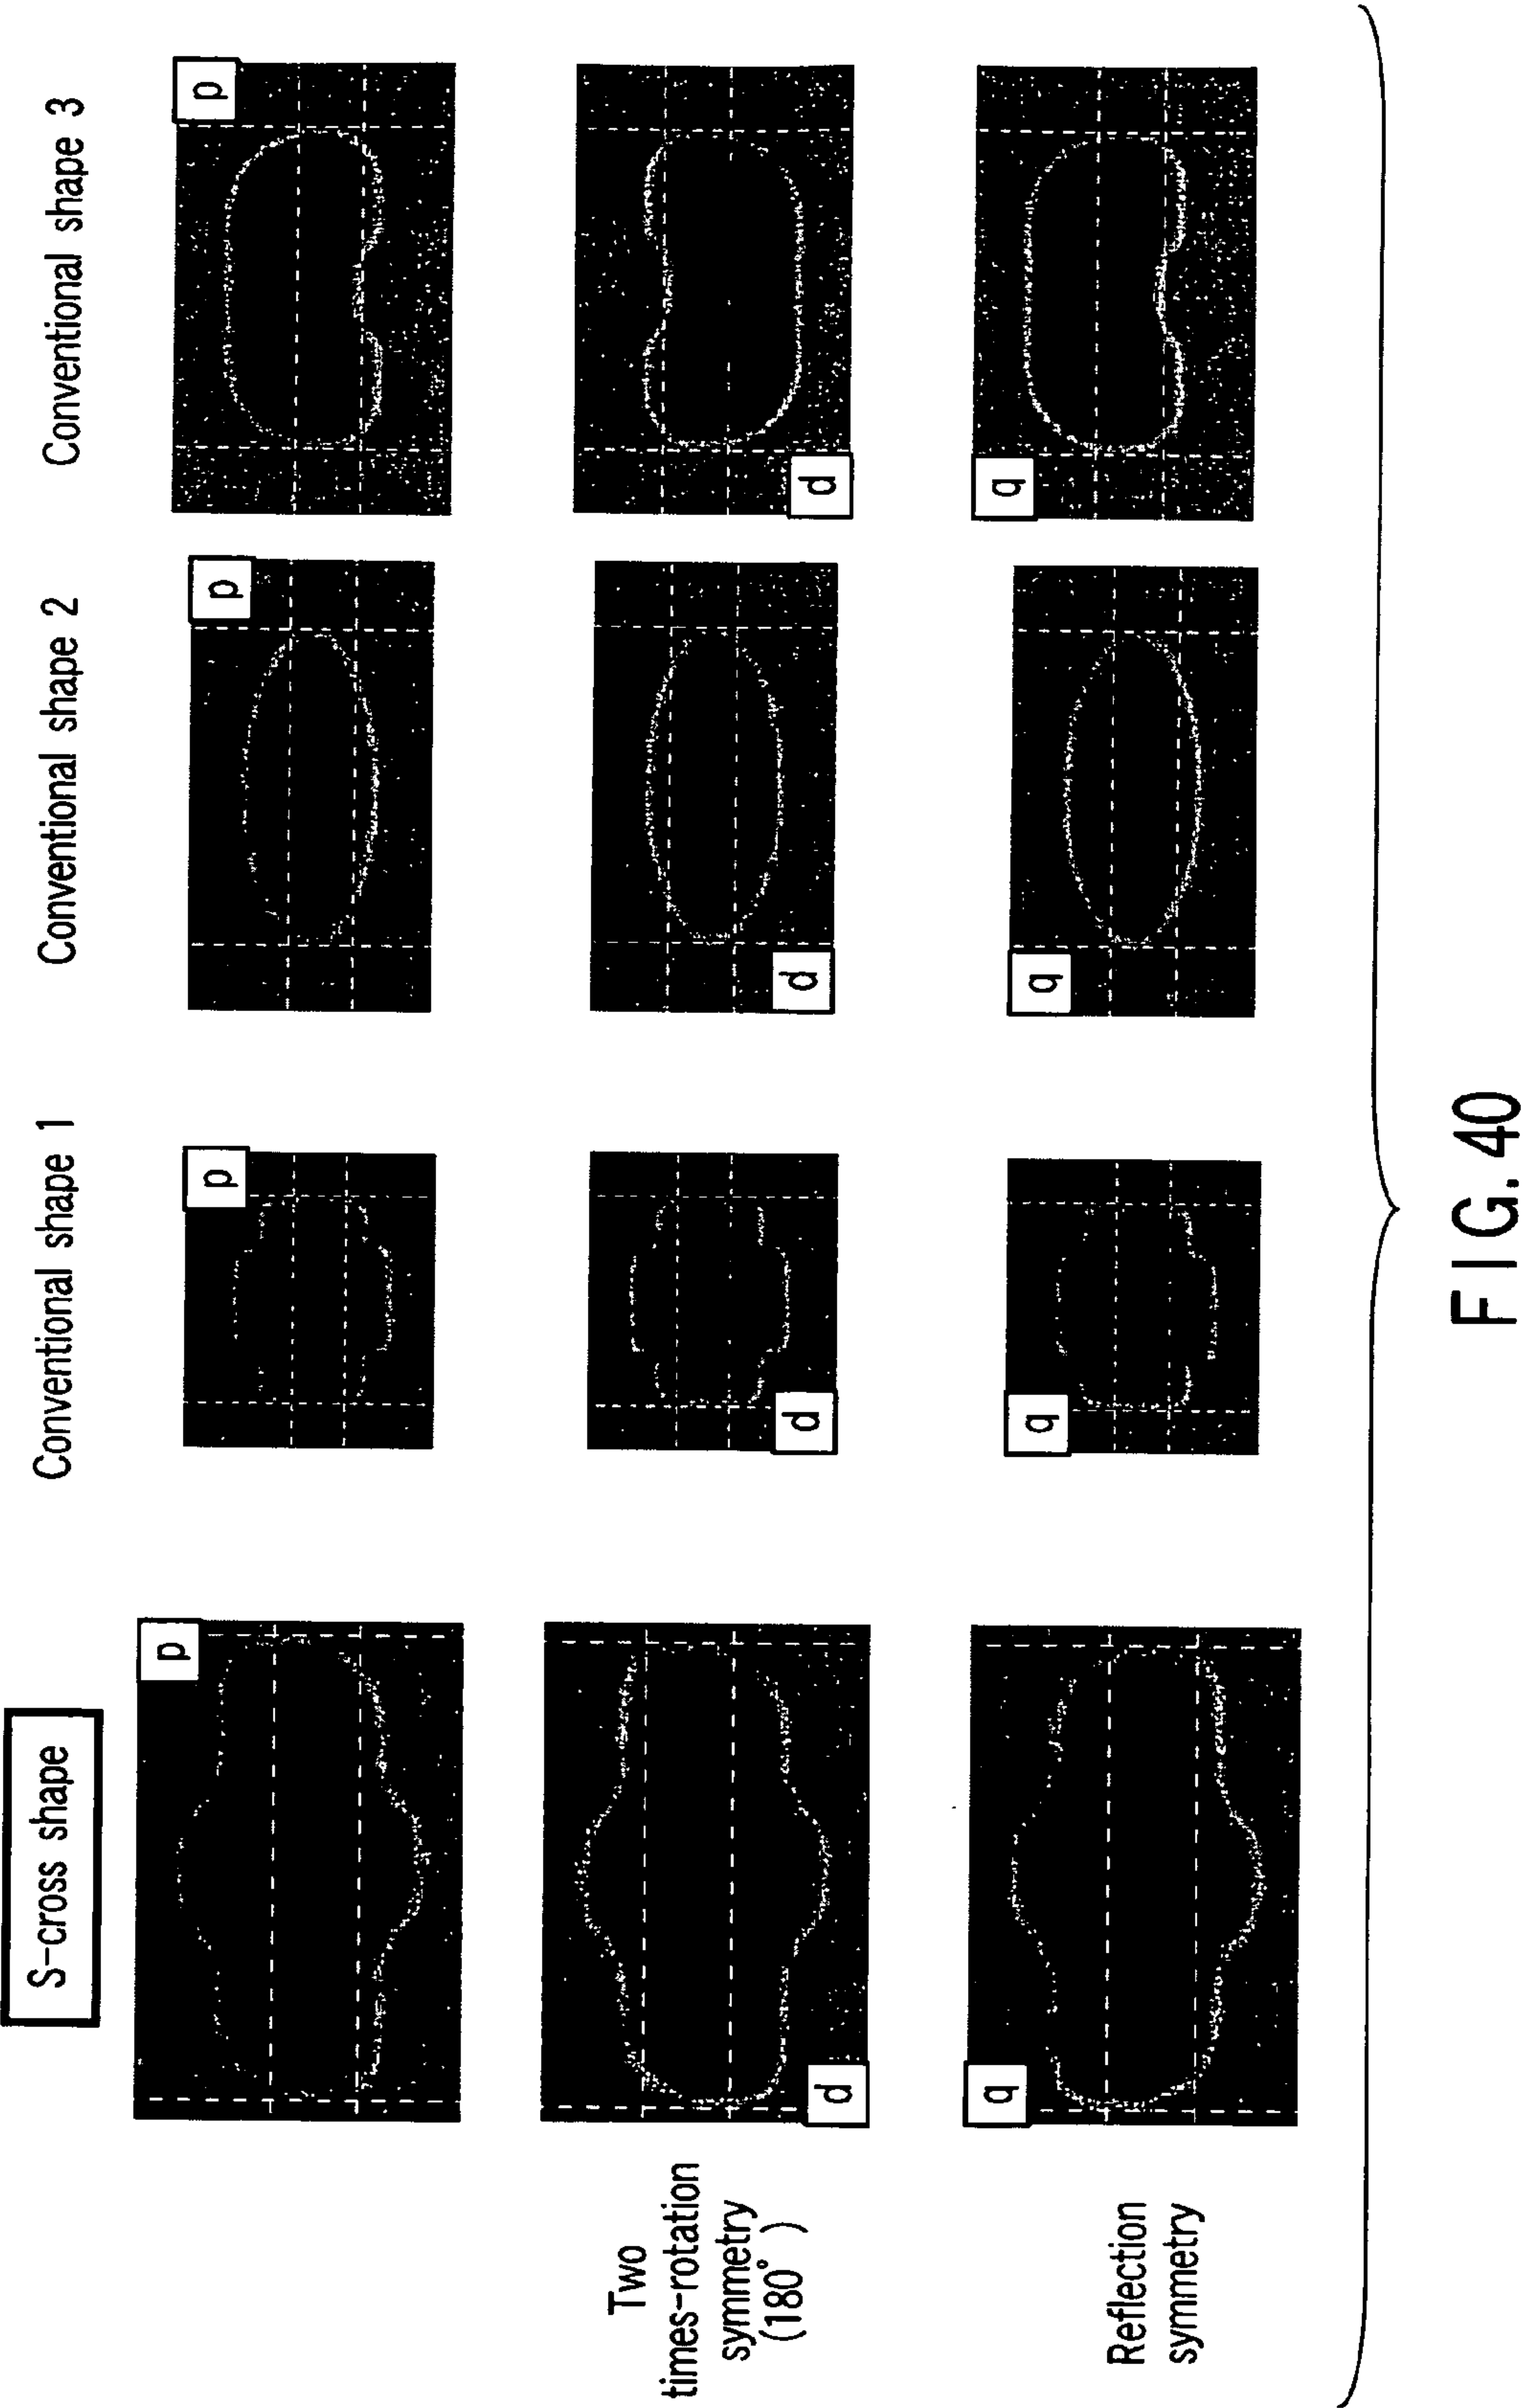 S-cross shape
Conventional shape 1
Conventional shape 2
Conventional shape 3
p
p
p
p
Two
times-rotation
symmetry
(180°)
d
d
d
d
Reflection
symmetry
q
q
q
q
FIG. 40